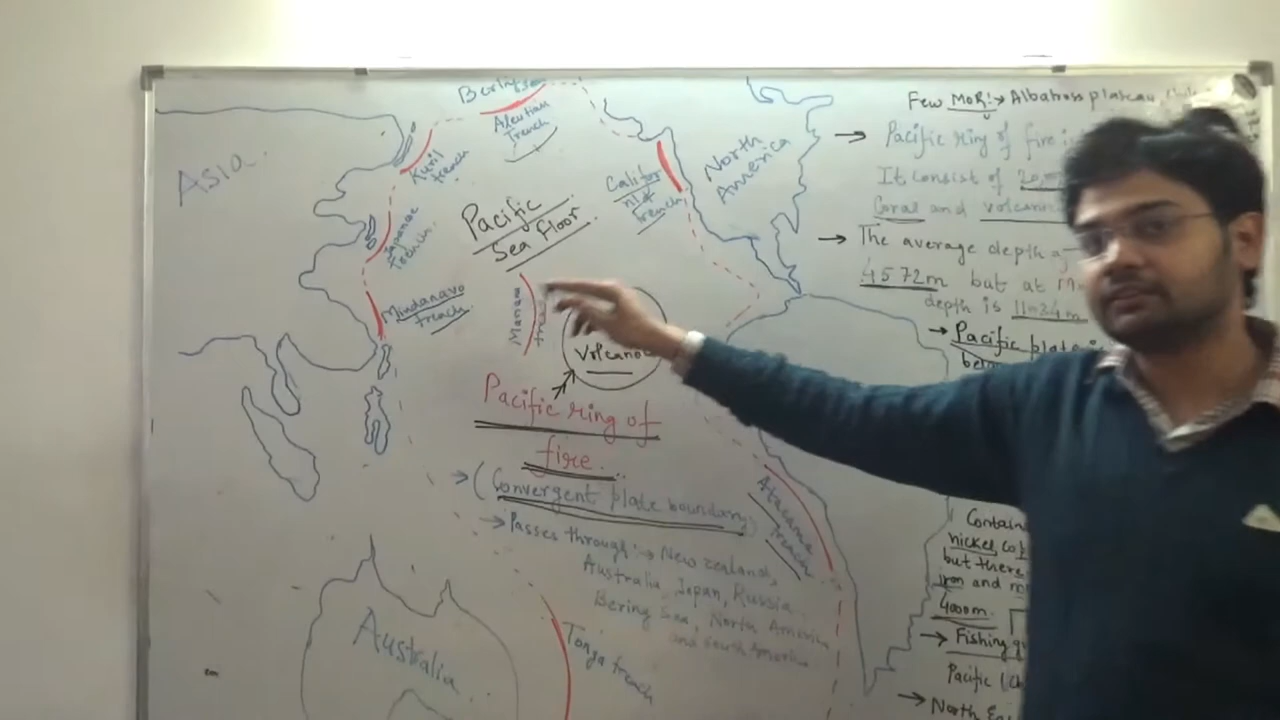 Asia.
Bering Sea
Aleutian
Trench
Kuril
trench
Japanese
trench.
Mindanavo
trench
Pacific
Sea Floor
Califor
nia
trench
North
America
Volcano
Pacific ring of
fire.
(Convergent plate boundary)
Passes through:→ New zealand,
Australia, Japan, Russia
Bering Sea, North America,
and South America
Atacama
trench
Tonga trench
Australia
Few MOR:→ Albatross plateau,
Pacific ring of fire
It consist of
Coral and
The average depth
4572m but at
depth is
Pacific plate
Contain
nickel,
but there
iron and
4000m.
Fishing
Pacific
North